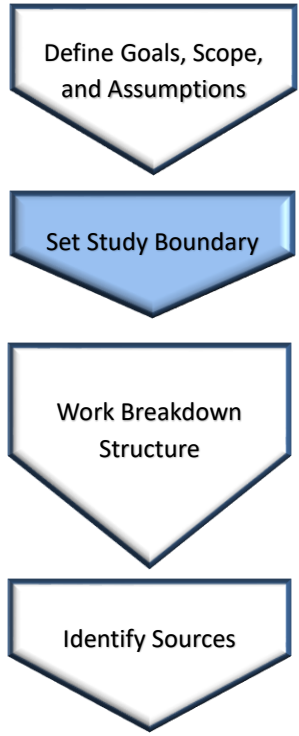 Define Goals, Scope,
and Assumptions
Set Study Boundary
Work Breakdown
Structure
Identify Sources